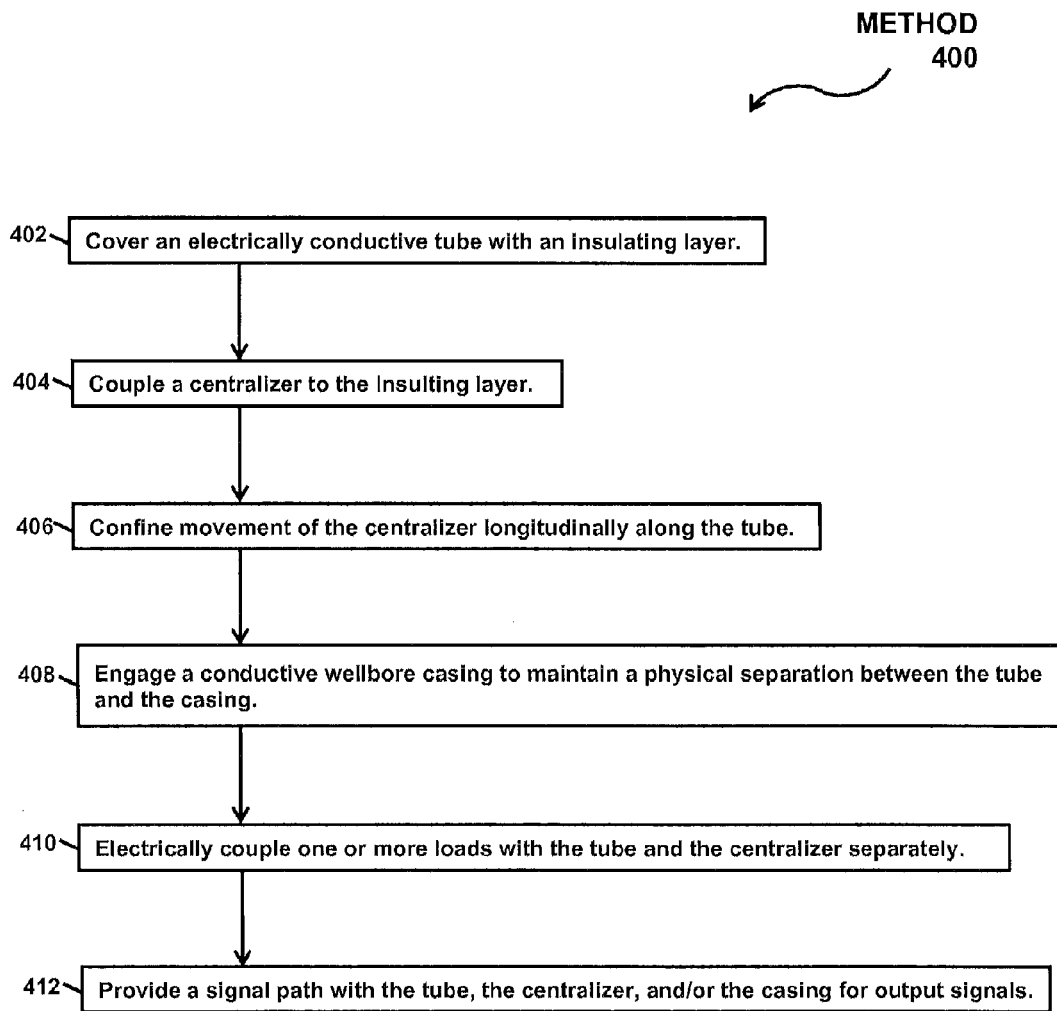 METHOD
400
402
Cover an electrically conductive tube with an insulating layer.
404
Couple a centralizer to the Insulting layer.
406
Confine movement of the centralizer longitudinally along the tube.
408
Engage a conductive wellbore casing to maintain a physical separation between the tube
and the casing.
410
Electrically couple one or more loads with the tube and the centralizer separately.
412
Provide a signal path with the tube, the centralizer, and/or the casing for output signals.